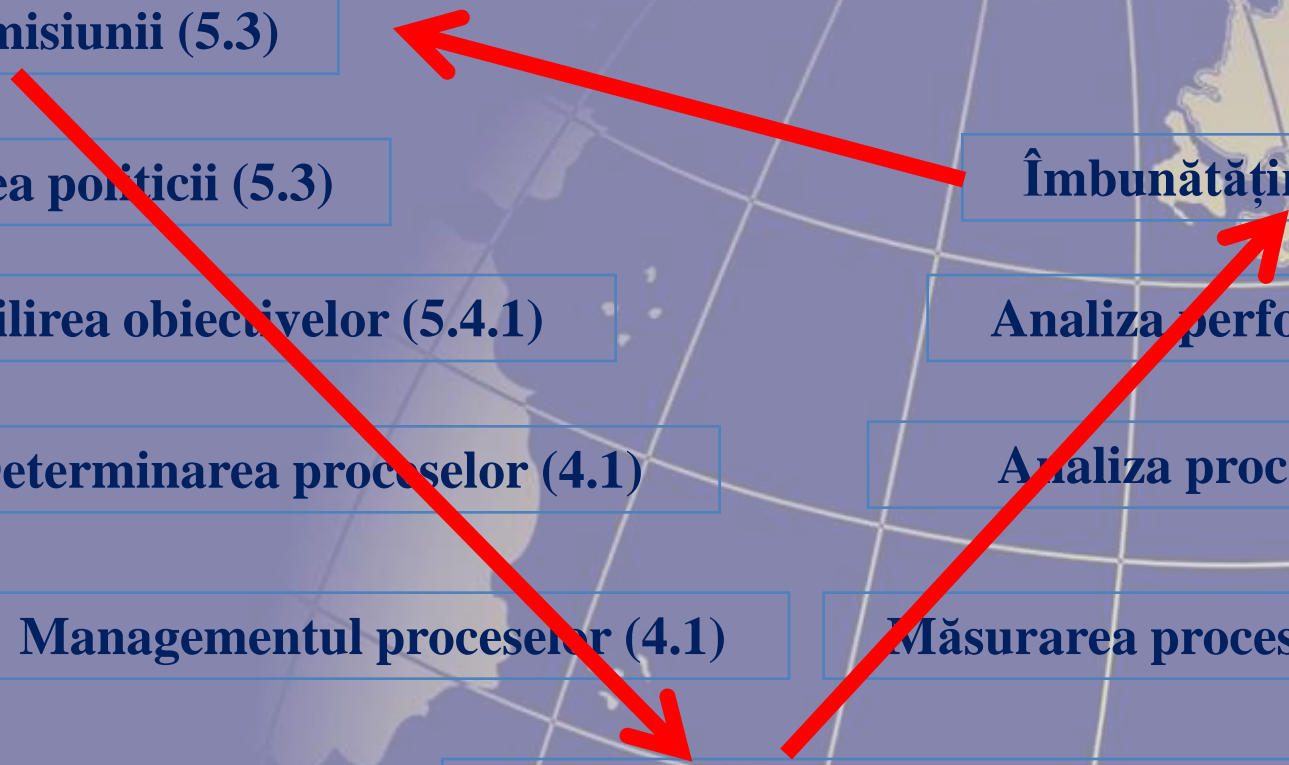 misiunii (5.3)
ea politicii (5.3)
ilirea obiectivelor (5.4.1)
eterminarea proceselor (4.1)
Managementul proceselor (4.1)
Îmbunătățir
Analiza perfo
Analiza proc
Măsurarea proces